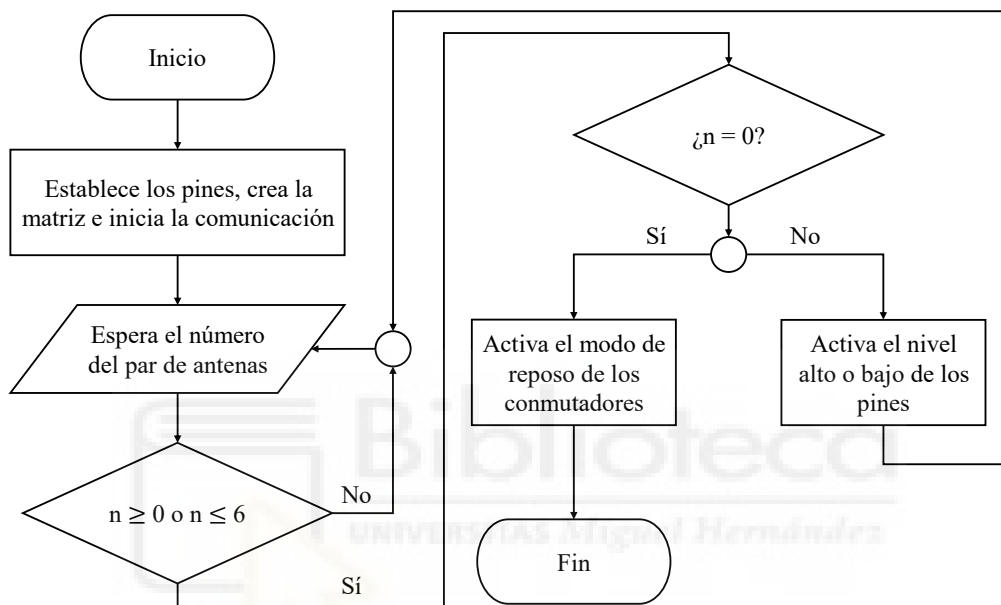 Inicio
Establece los pines, crea la
matriz e inicia la comunicación
Espera el número
del par de antenas
n ≥ 0 o n ≤ 6
No
Sí
¿n = 0?
Sí
No
Activa el modo de
reposo de los
conmutadores
Activa el nivel
alto o bajo de los
pines
Fin
Biblioteca
UNIVERSITAS Miguel Hernández